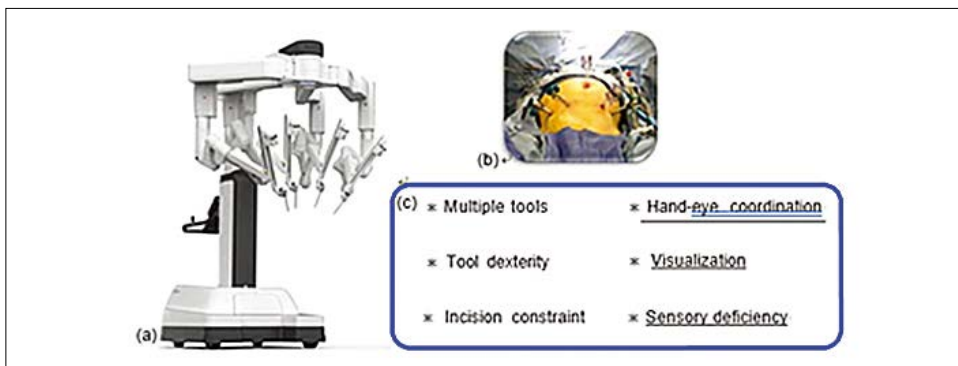 (a)
(b)
(c)
* Multiple tools
* Hand-eye coordination
* Tool dexterity
* Visualization
* Incision constraint
* Sensory deficiency